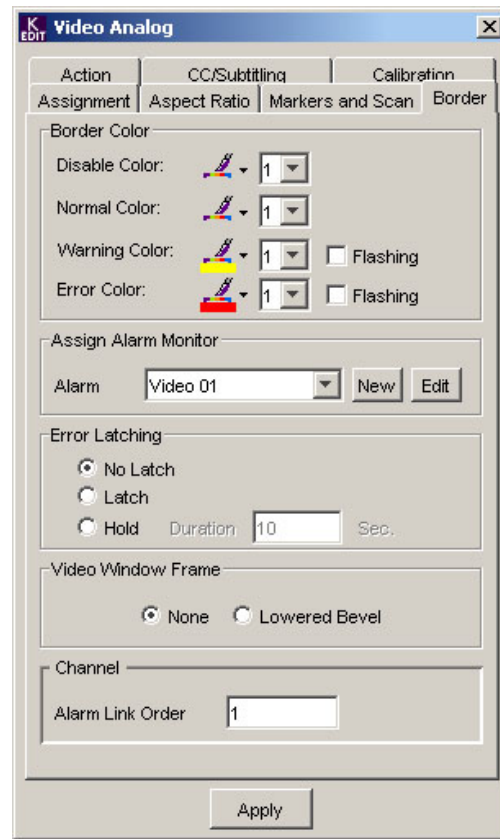 K EDIT Video Analog
Action CC/Subtitling Calibration
Assignment Aspect Ratio Markers and Scan Border
Border Color
Disable Color: 1
Normal Color: 1
Warning Color: 1 Flashing
Error Color: 1 Flashing
Assign Alarm Monitor
Alarm Video 01 New Edit
Error Latching
No Latch
Latch
Hold Duration 10 Sec.
Video Window Frame
None Lowered Bevel
Channel
Alarm Link Order 1
Apply